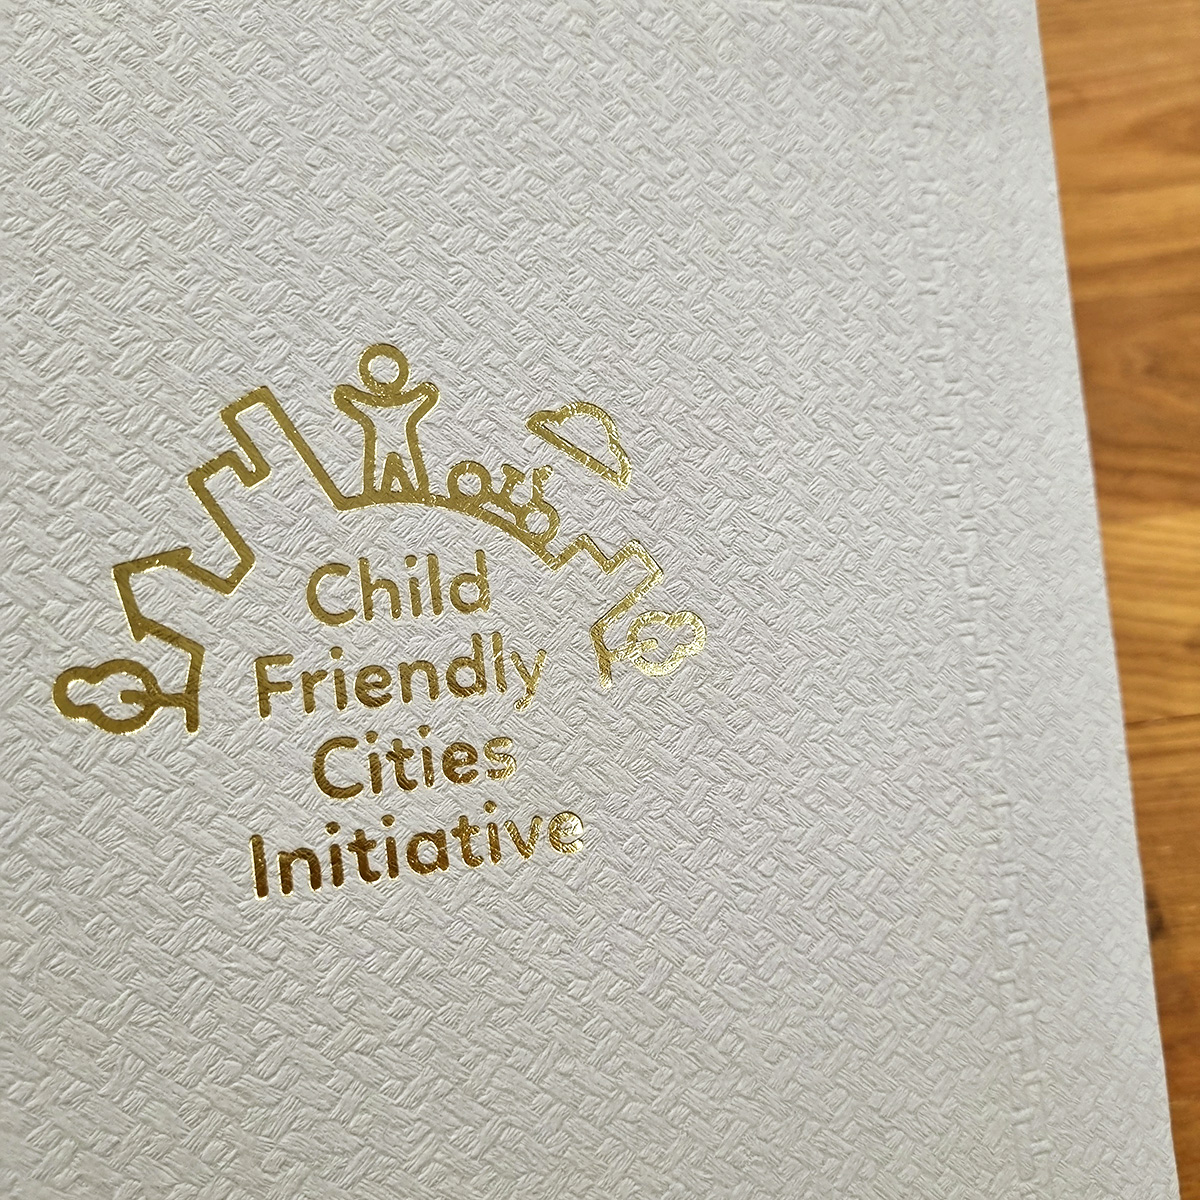 Child
Friendly
Cities
Initiative